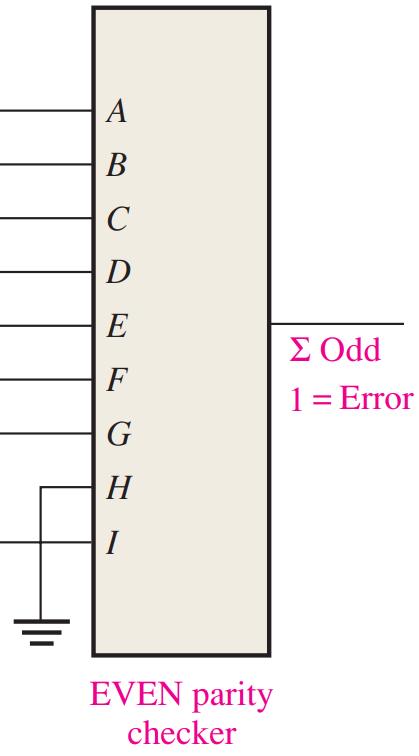 A
B
C
D
E
Σ Odd
F
1 = Error
G
H
I
EVEN parity
checker